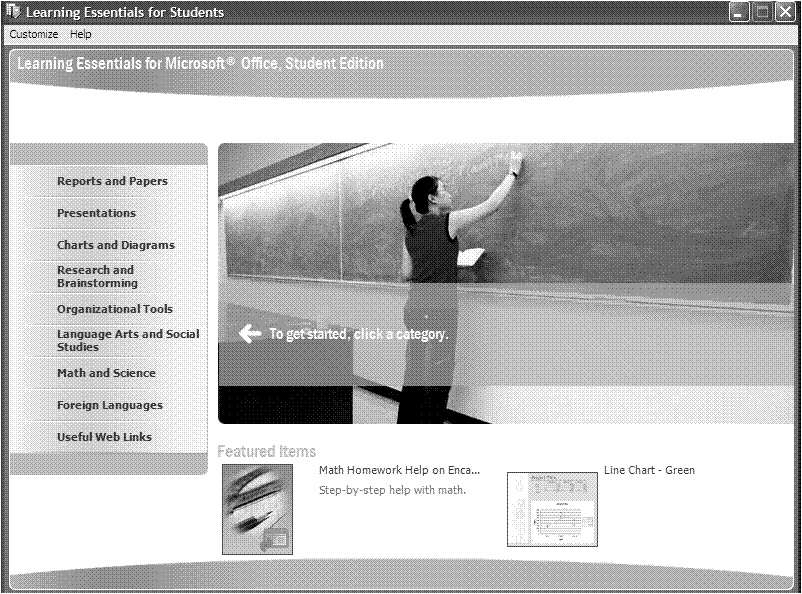 Learning Essentials for Students
Customize Help
Learning Essentials for Microsoft® Office, Student Edition
Reports and Papers
Presentations
Charts and Diagrams
Research and
Brainstorming
Organizational Tools
Language Arts and Social
Studies
Math and Science
Foreign Languages
Useful Web Links
To get started, click a category.
Featured Items
Math Homework Help on Enca...
Step-by-step help with math.
Line Chart - Green